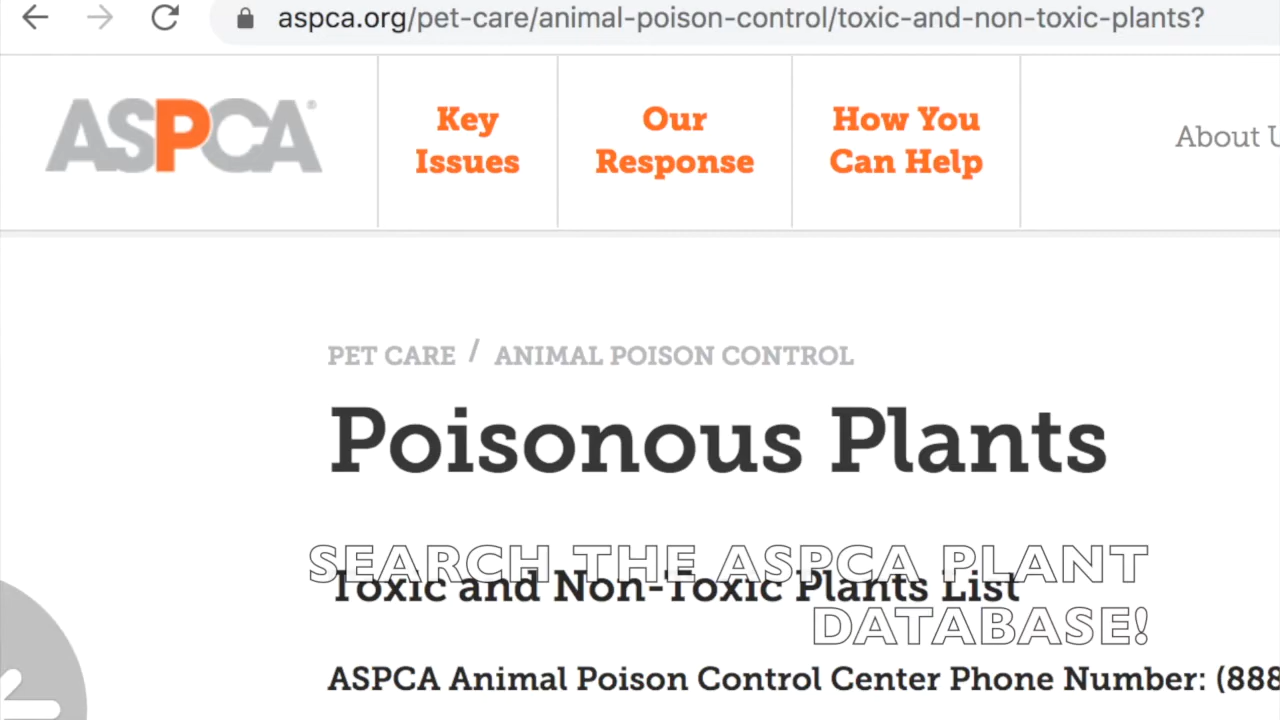 aspca.org/pet-care/animal-poison-control/toxic-and-non-toxic-plants?
ASPCA®
Key Issues
Our Response
How You Can Help
About U
PET CARE / ANIMAL POISON CONTROL
Poisonous Plants
SEARCH THE ASPCA PLANT
DATABASE!
Toxic and Non-Toxic Plants List
ASPCA Animal Poison Control Center Phone Number: (888